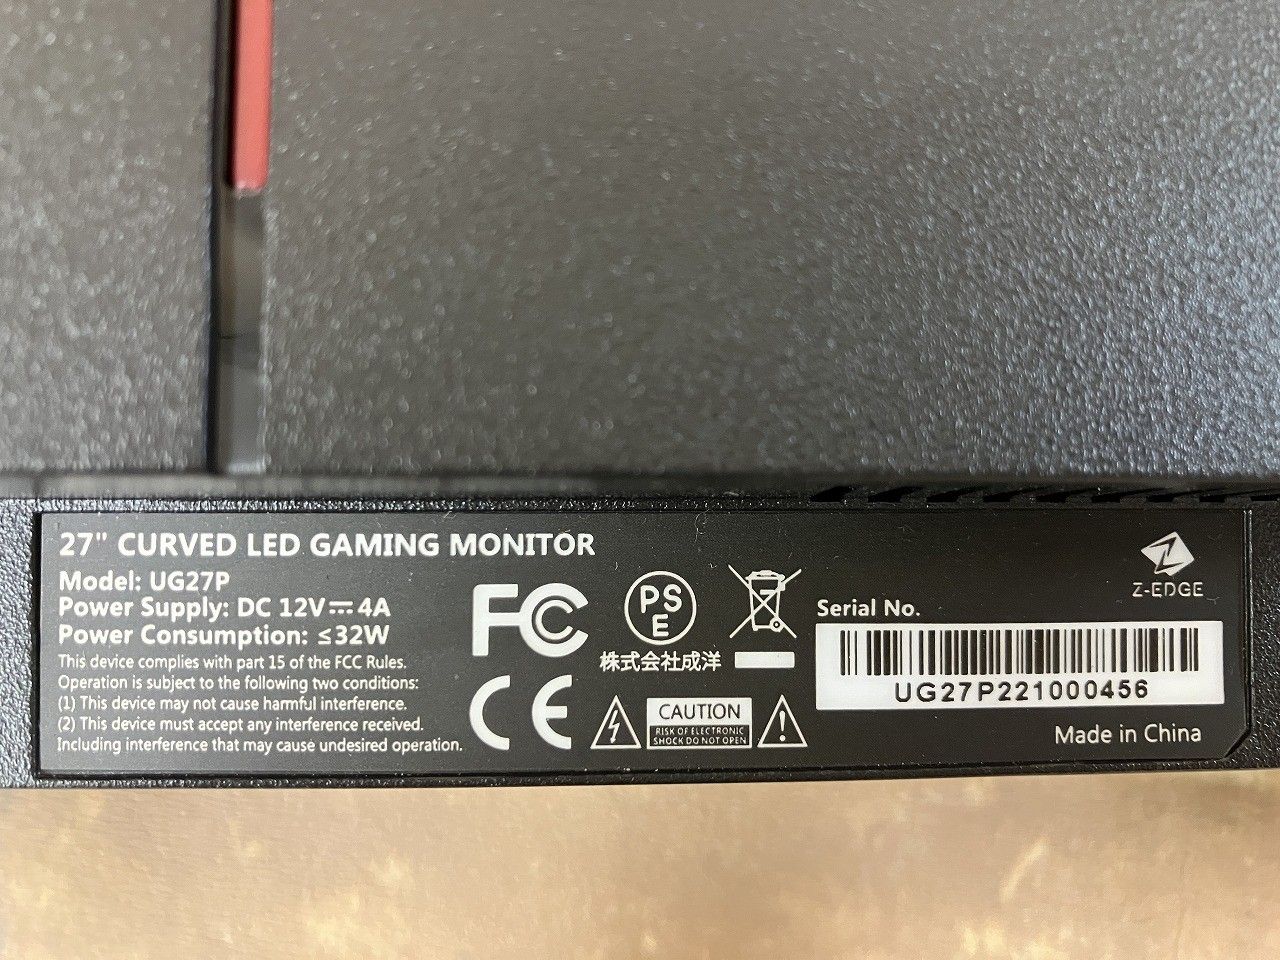 27" CURVED LED GAMING MONITOR
Model: UG27P
Power Supply: DC 12V⎓4A
Power Consumption: ≤32W
This device complies with part 15 of the FCC Rules.
Operation is subject to the following two conditions:
(1) This device may not cause harmful interference.
(2) This device must accept any interference received.
Including interference that may cause undesired operation.
FC
CE
PS
E
株式会社成洋
CAUTION
RISK OF ELECTRONIC
SHOCK DO NOT OPEN
Z-EDGE
Serial No.
UG27P221000456
Made in China